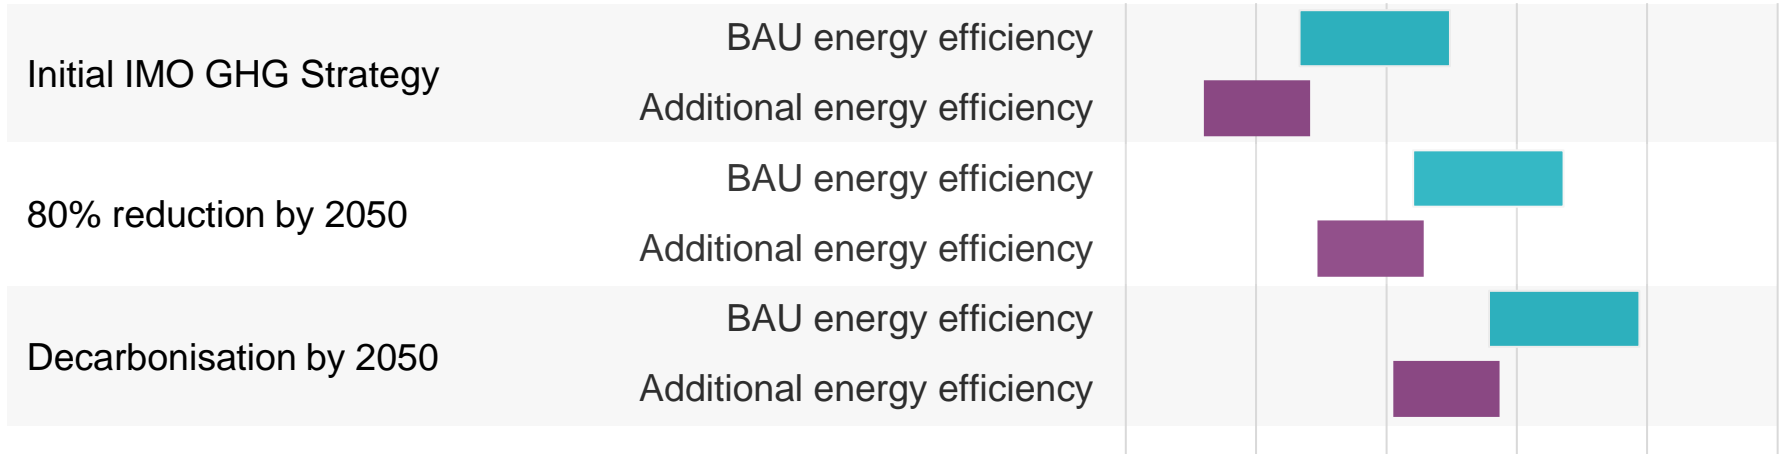 BAU energy efficiency
Initial IMO GHG Strategy
Additional energy efficiency
BAU energy efficiency
80% reduction by 2050
Additional energy efficiency
BAU energy efficiency
Decarbonisation by 2050
Additional energy efficiency